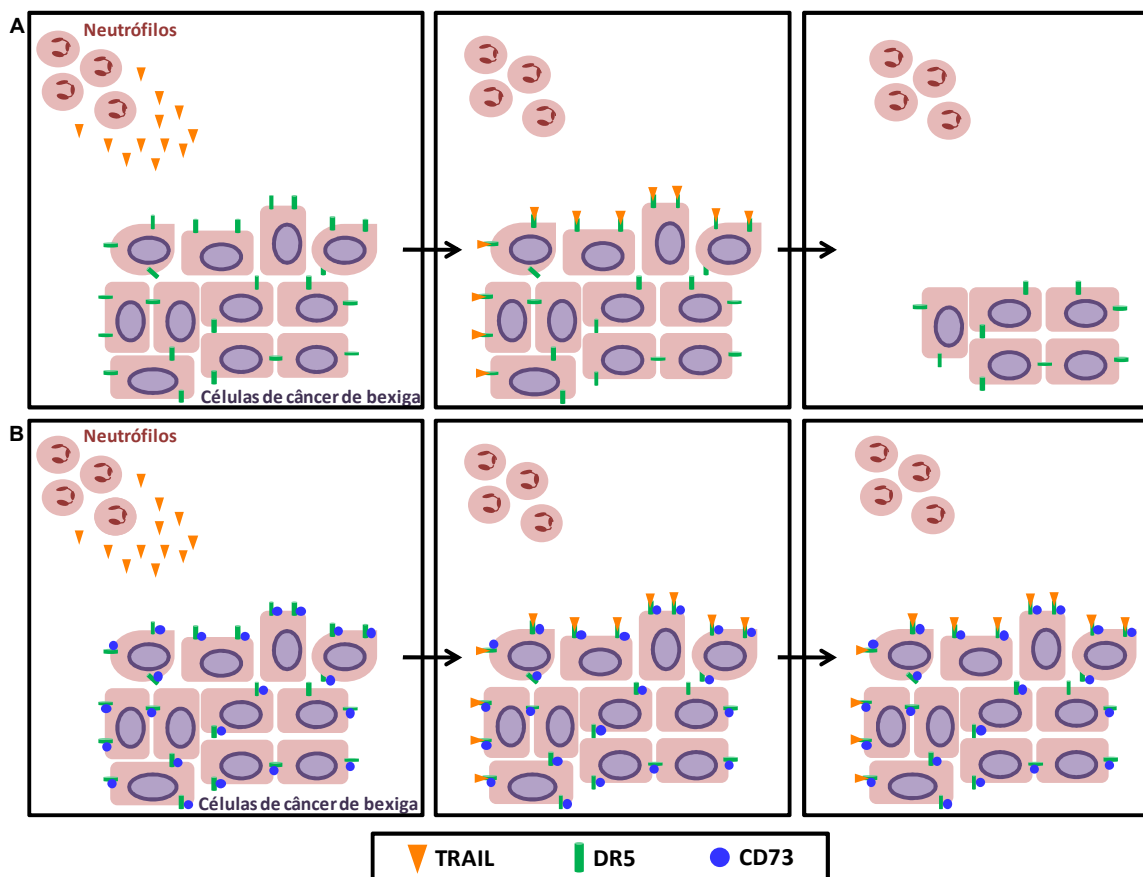 A
Neutrófilos
Células de câncer de bexiga
B
Neutrófilos
Células de câncer de bexiga
TRAIL DR5 CD73